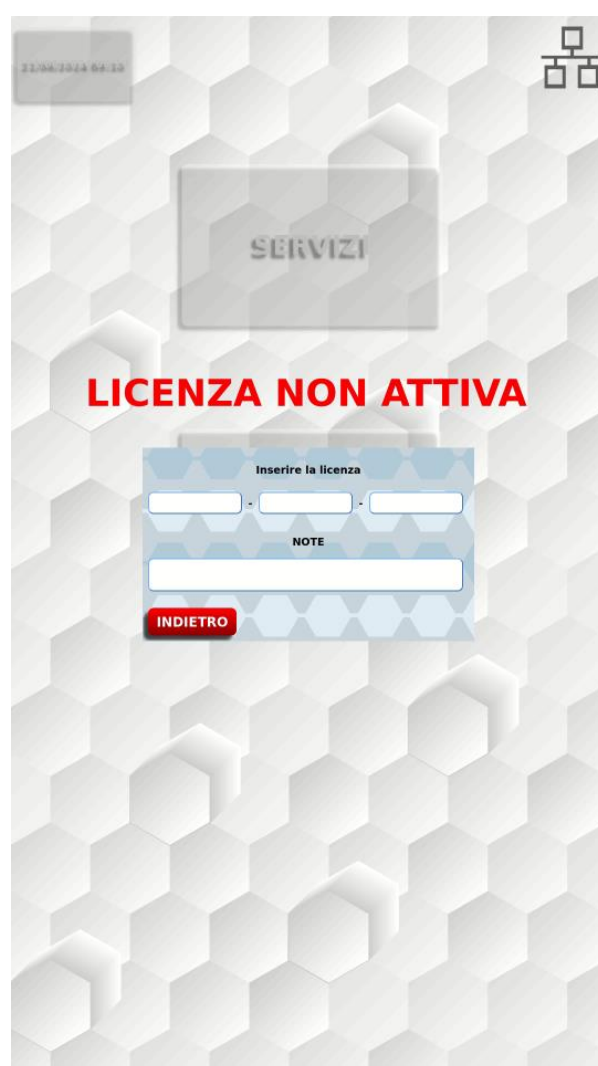 SERVIZI
LICENZA NON ATTIVA
Inserire la licenza
- -
NOTE
INDIETRO